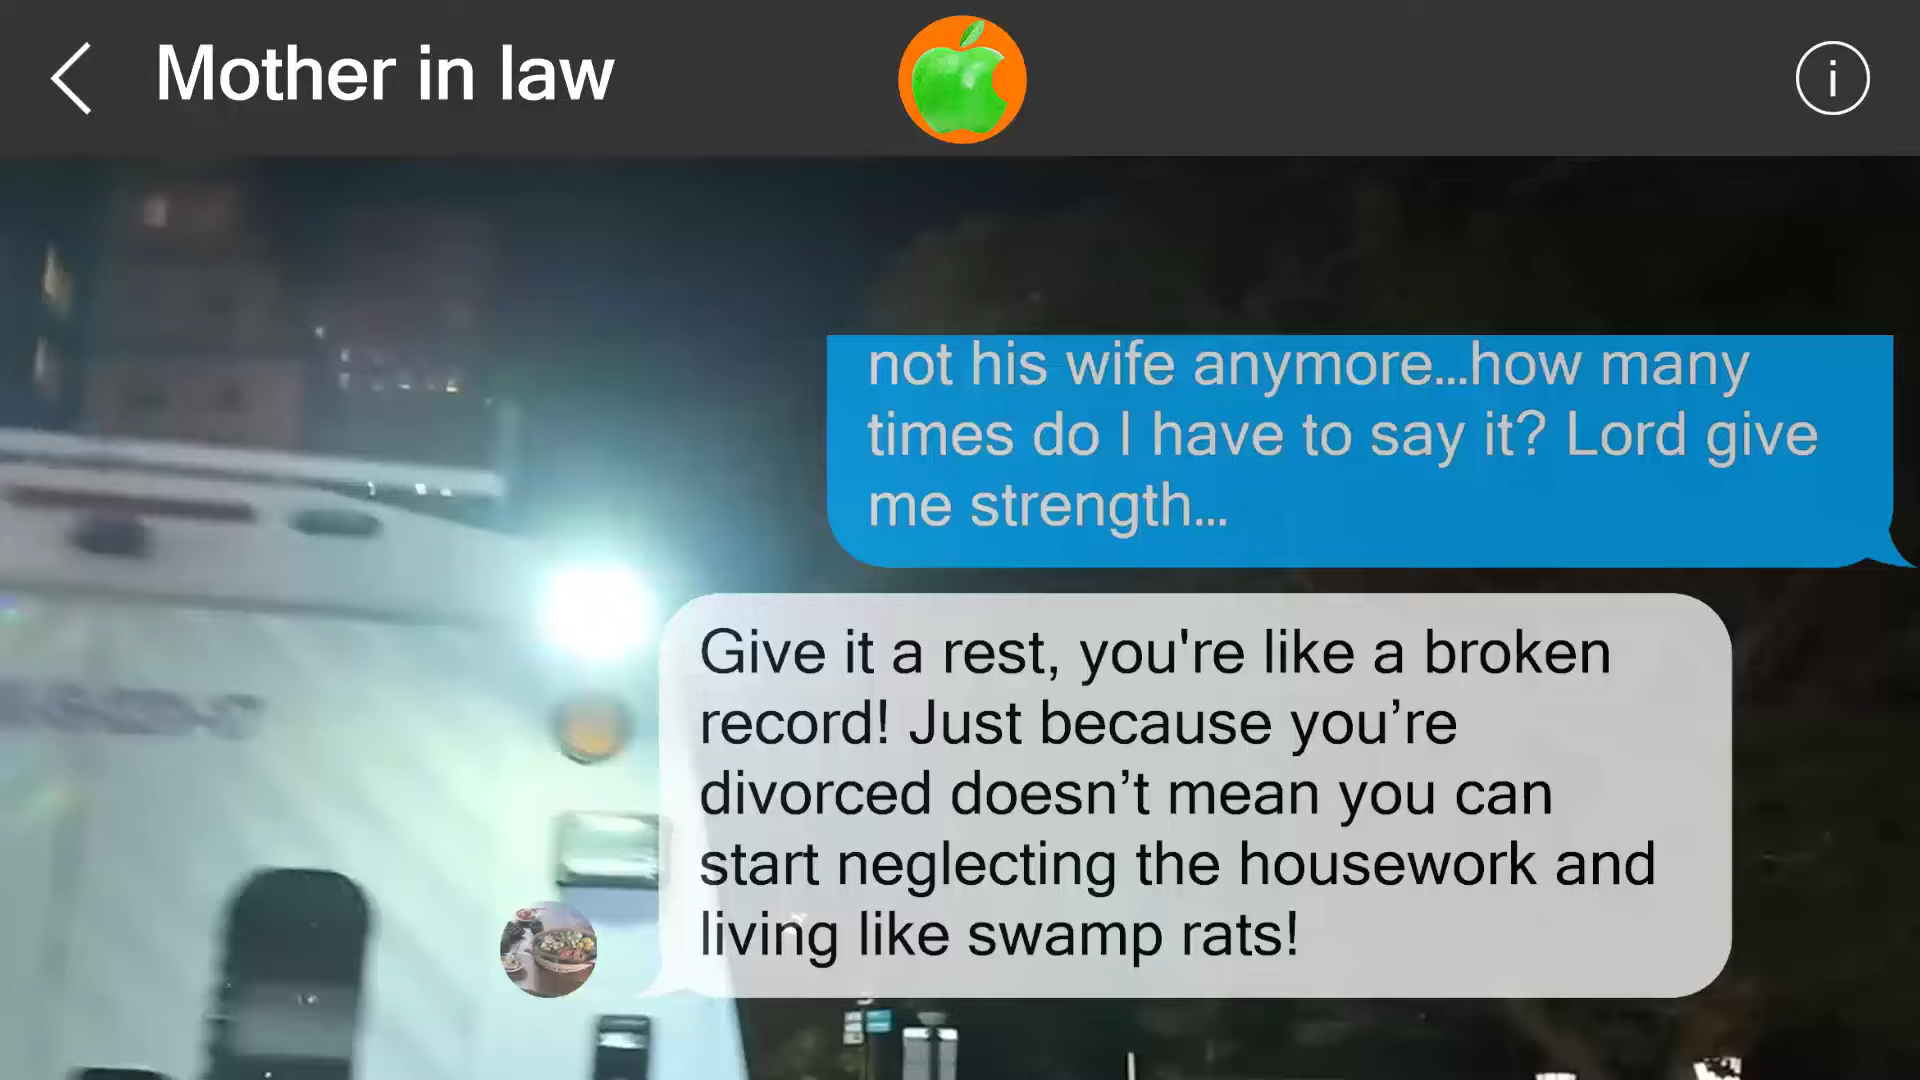 Mother in law
not his wife anymore...how many
times do I have to say it? Lord give
me strength...
Give it a rest, you're like a broken
record! Just because you’re
divorced doesn’t mean you can
start neglecting the housework and
living like swamp rats!